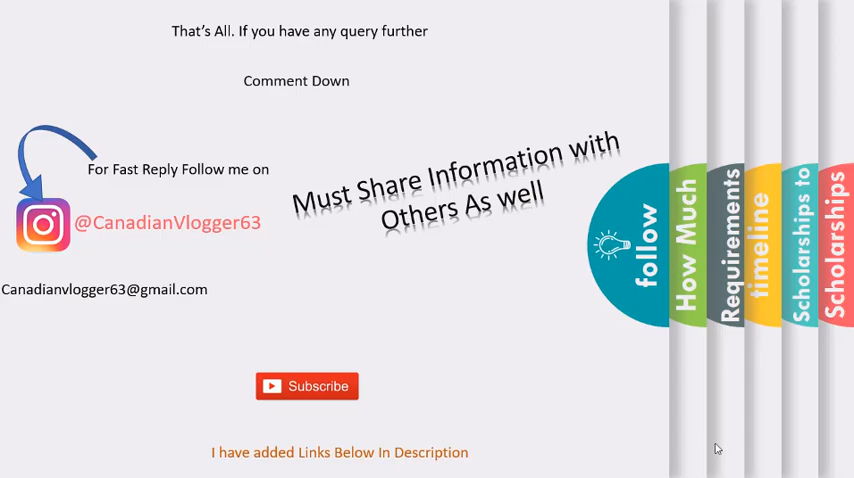 That's All. If you have any query further
Comment Down
For Fast Reply Follow me on
@CanadianVlogger63
Canadianvlogger63@gmail.com
Must Share Information with
Others As well
Subscribe
I have added Links Below In Description
follow
How Much
Requirements
timeline
Scholarships to
Scholarships